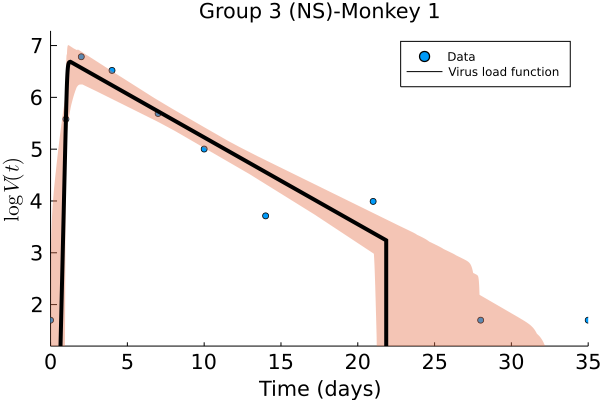 Group 3 (NS)-Monkey 1
Data
Virus load function
log V(t)
7
6
5
4
3
2
0 5 10 15 20 25 30 35
Time (days)